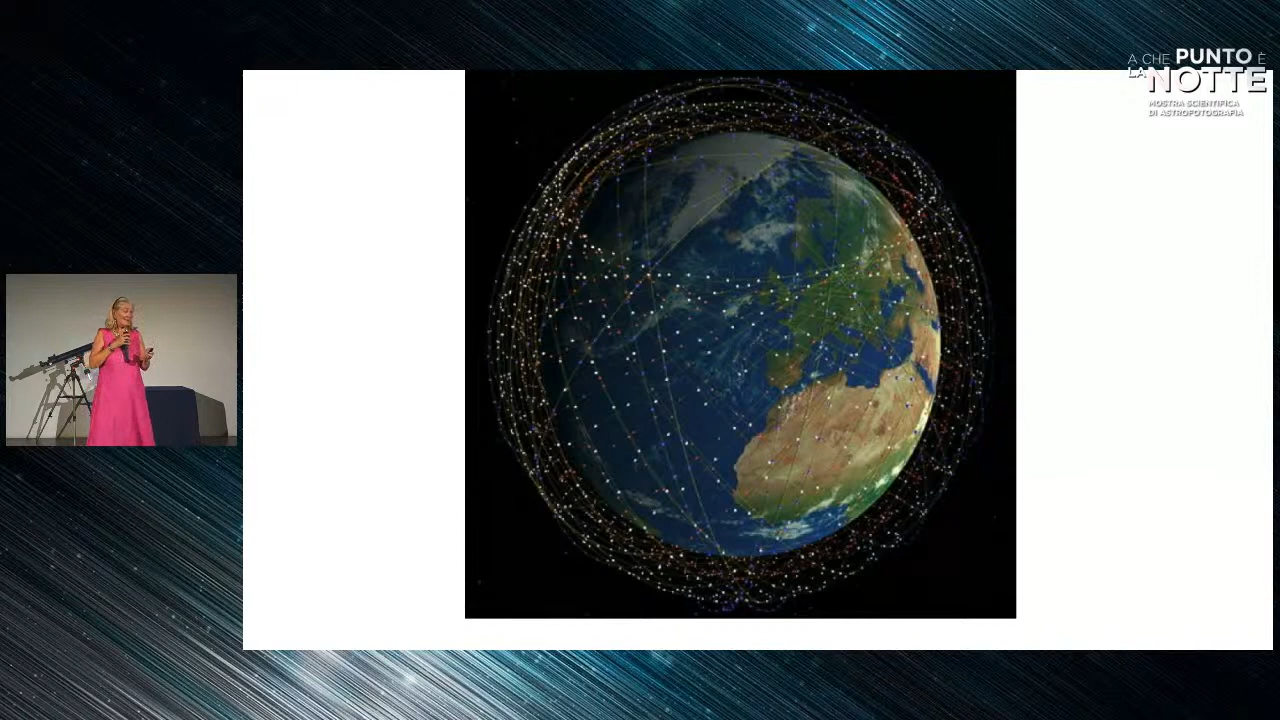 A CHE PUNTO È
LA NOTTE
MOSTRA SCIENTIFICA
DI ASTROFOTOGRAFIA